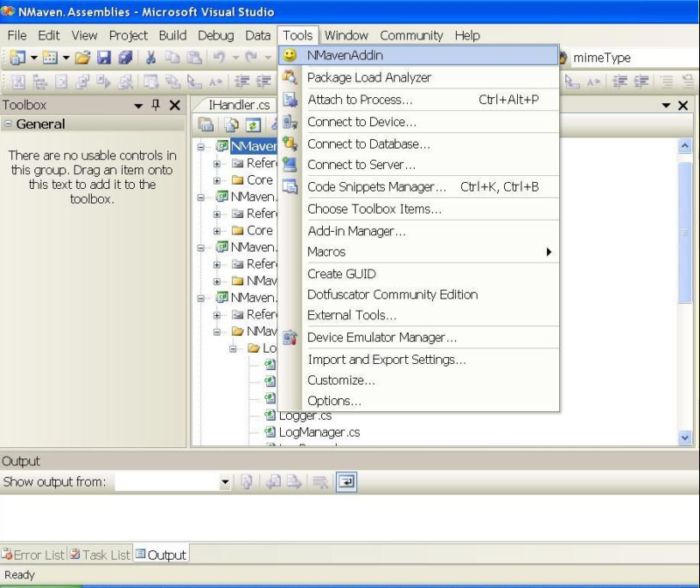 NMaven.Assemblies - Microsoft Visual Studio
File Edit View Project Build Debug Data Tools Window Community Help
mimeType
NMavenAddin
Package Load Analyzer
Attach to Process... Ctrl+Alt+P
Connect to Device...
Connect to Database...
Connect to Server...
Code Snippets Manager... Ctrl+K, Ctrl+B
Choose Toolbox Items...
Add-in Manager...
Macros
Create GUID
Dotfuscator Community Edition
External Tools...
Device Emulator Manager...
Import and Export Settings...
Customize...
Options...
Toolbox
General
There are no usable controls in
this group. Drag an item onto
this text to add it to the
toolbox.
IHandler.cs
NMaven
Refer
Core
NMaven.
Refer
Core
NMaven.
Refer
NMav
NMaven.
Refer
NMav
Lo
Logger.cs
LogManager.cs
Output
Show output from:
Error List Task List Output
Ready